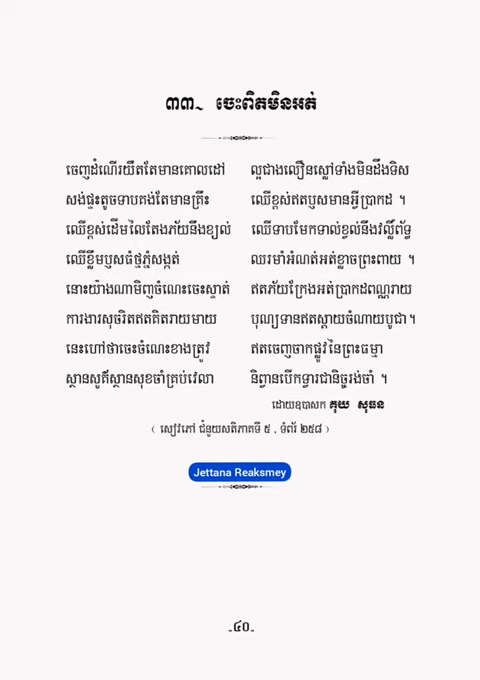 ៣៣~ ចេះពិតមិនអត់
ចេញដំណើរយឺតតែមានគោលដៅ ល្អជាងលឿនស្លៅទាំងមិនដឹងទិស
សង់ផ្ទះតូចទាបគង់តែមានគ្រឹះ ឈើខ្ពស់ឥតឫសមានអ្វីប្រាកដ ។
ឈើខ្ពស់ដើមលៃតែងភ័យនឹងខ្យល់ ឈើទាបមែកទាល់ខ្វល់នឹងវល្លិ៍ព័ទ្ធ
ឈើខ្លឹមឫសធំថ្មភ្នំសង្កត់ ឈរមាំអំណត់អត់ខ្លាចព្រះពាយ ។
នោះយ៉ាងណាមិញចំណេះចេះស្ទាត់ ឥតភ័យក្រែងអត់ប្រាកដពណ្ណរាយ
ការងារសុចរិតឥតគិតរាយមាយ បុណ្យទានឥតស្ដាយចំណាយបូជា។
នេះហៅថាចេះចំណេះខាងត្រូវ ឥតចេញចាកផ្លូវនៃព្រះធម្មា
ស្ថានសួគ៌ស្ថានសុខចាំគ្រប់វេលា និព្វានបើកទ្វារជានិច្ចរង់ចាំ ។
ដោយឧបាសក គុយ សុធន
( សៀវភៅ ជំនួយសតិភាគទី ៥ . ទំព័រ ២៥៨ )
Jettana Reaksmey
-៤០-